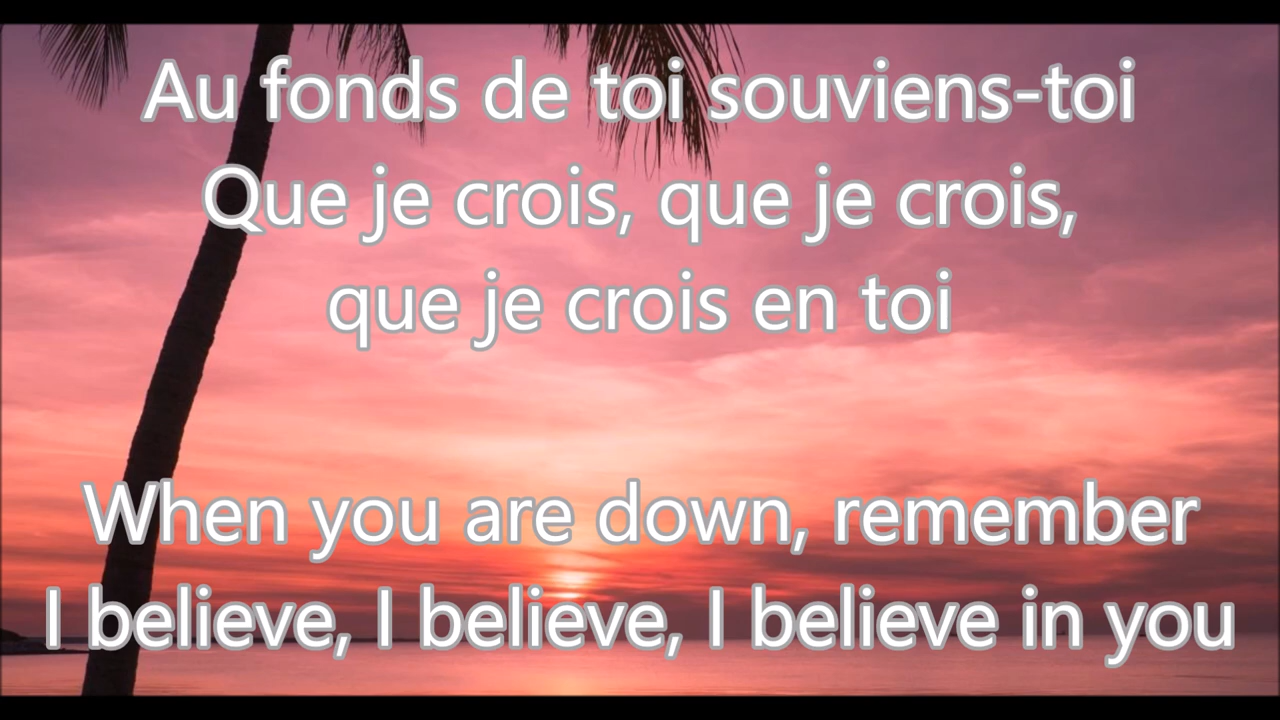 Au fonds de toi souviens-toi
Que je crois, que je crois,
que je crois en toi
When you are down, remember
I believe, I believe, I believe in you